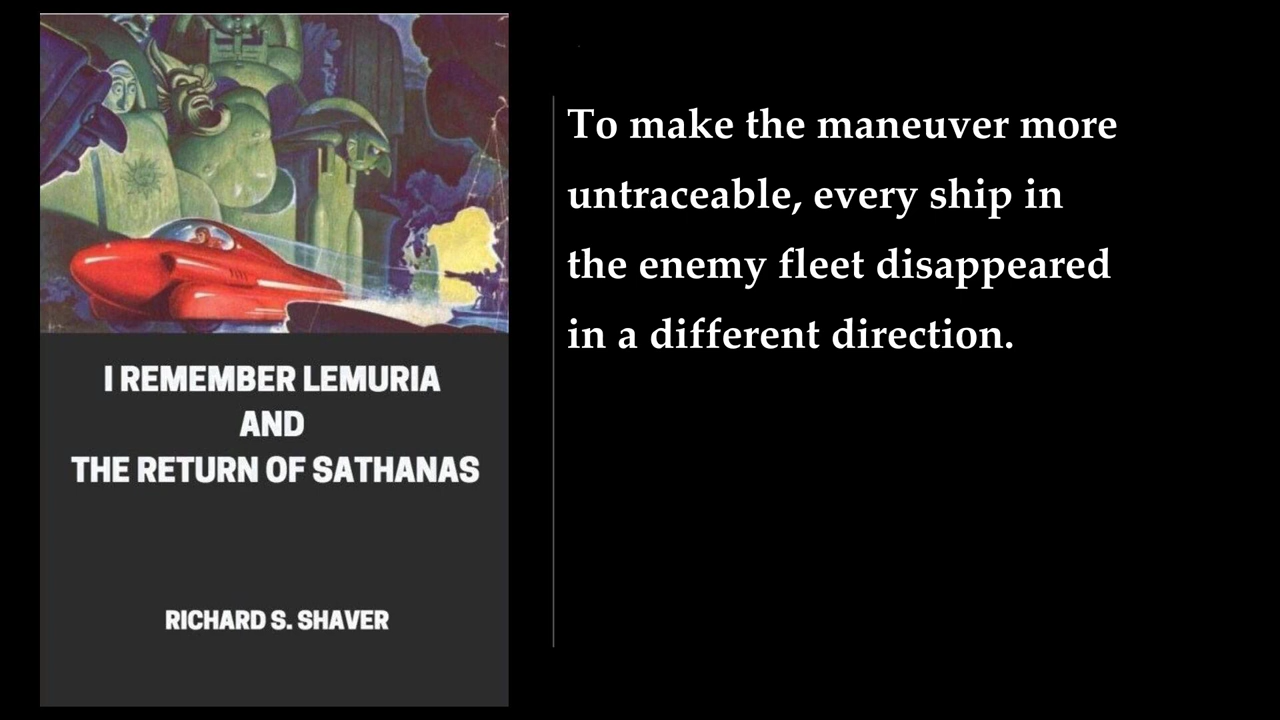 I REMEMBER LEMURIA
AND
THE RETURN OF SATHANAS
RICHARD S. SHAVER
To make the maneuver more
untraceable, every ship in
the enemy fleet disappeared
in a different direction.